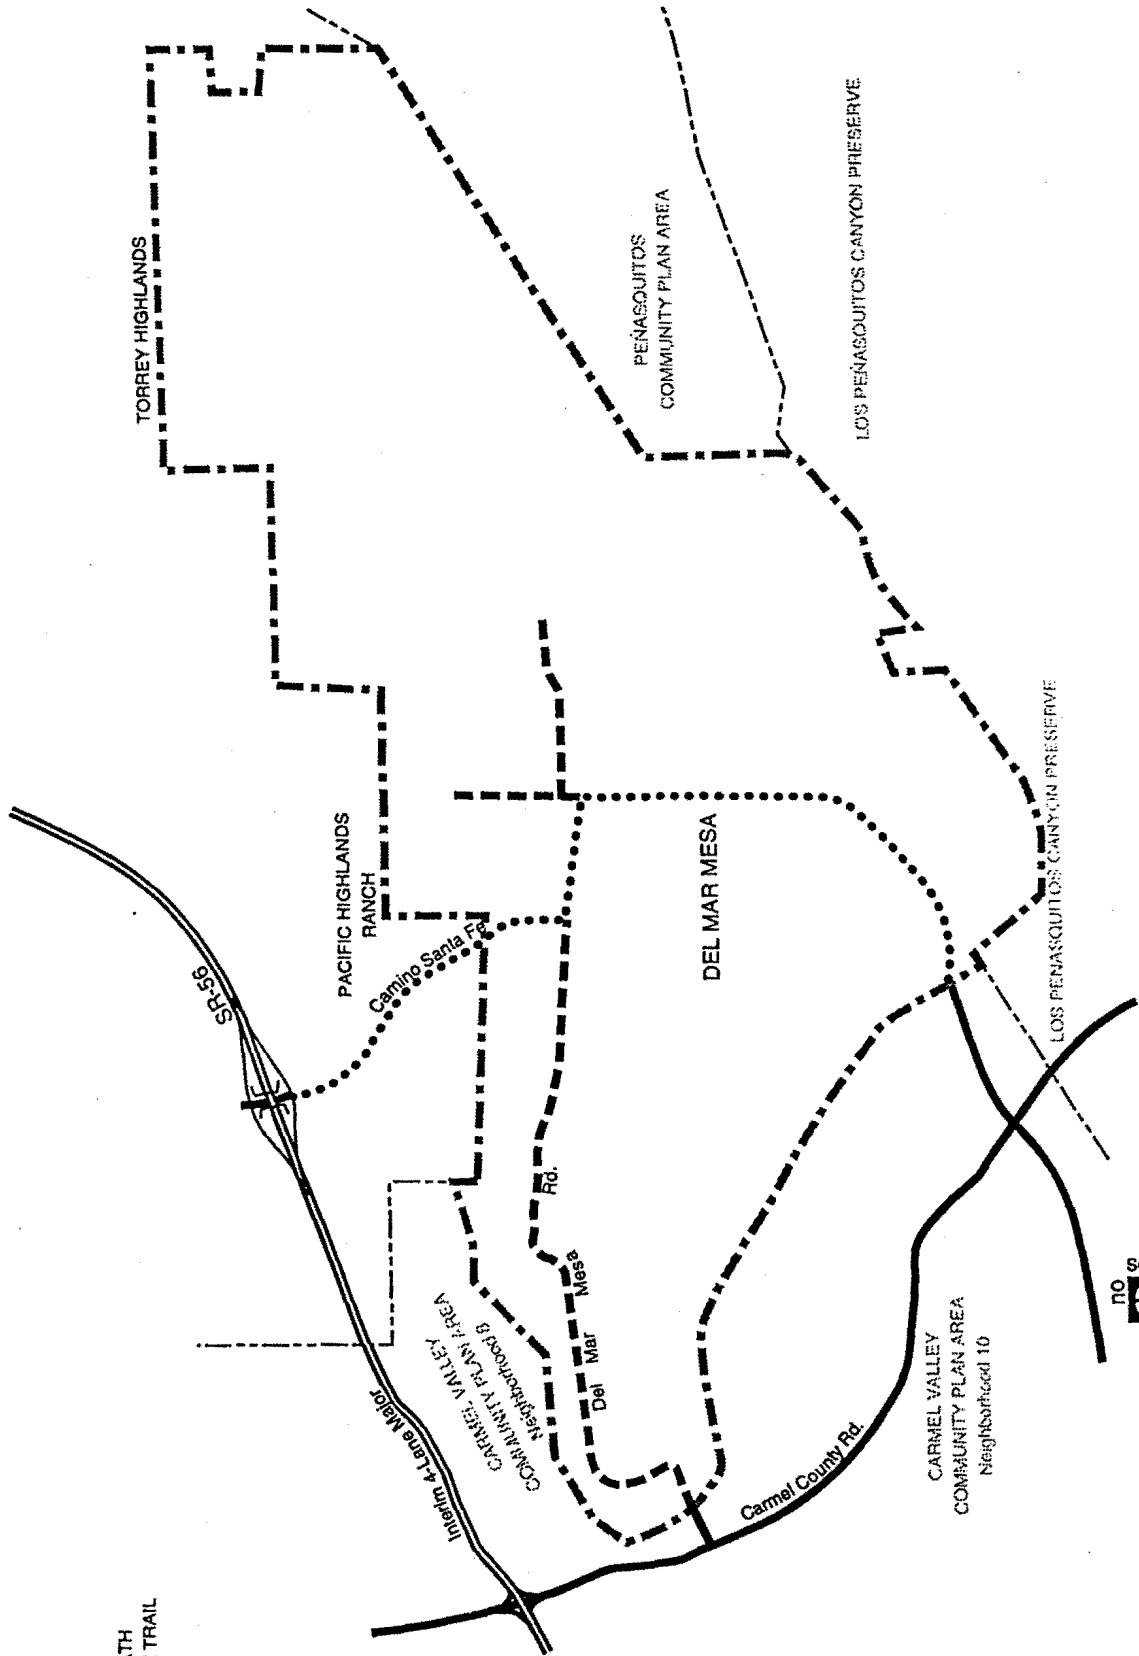 TORREY HIGHLANDS
PEÑASQUITOS
COMMUNITY PLAN AREA
LOS PEÑASQUITOS CANYON PRESERVE
SR-56
PACIFIC HIGHLANDS
RANCH
Camino Santa Fe
DEL MAR MESA
LOS PEÑASQUITOS CANYON PRESERVE
Interim 4-Lane Major
CARMEL VALLEY
COMMUNITY PLAN AREA
Neighborhood 8
Del Mar Mesa Rd.
Carmel County Rd.
CARMEL VALLEY
COMMUNITY PLAN AREA
Neighborhood 10
TRAIL
no